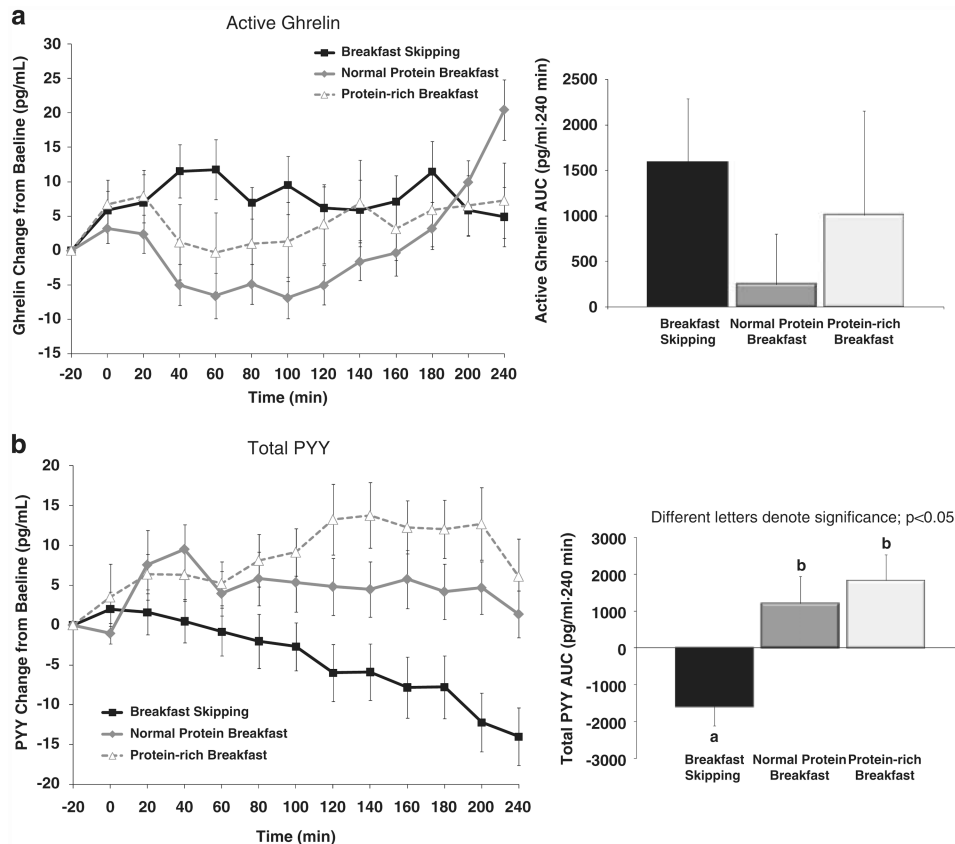 a
Active Ghrelin
Ghrelin Change from Baeline (pg/mL)
30
25
20
15
10
5
0
-5
-10
-15
Breakfast Skipping
Normal Protein Breakfast
Protein-rich Breakfast
-20 0 20 40 60 80 100 120 140 160 180 200 240
Time (min)
Active Ghrelin AUC (pg/ml·240 min)
2500
2000
1500
1000
500
0
Breakfast Skipping
Normal Protein Breakfast
Protein-rich Breakfast
b
Total PYY
PYY Change from Baeline (pg/mL)
20
15
10
5
0
-5
-10
-15
-20
Breakfast Skipping
Normal Protein Breakfast
Protein-rich Breakfast
-20 0 20 40 60 80 100 120 140 160 180 200 240
Time (min)
Different letters denote significance; p<0.05
Total PYY AUC (pg/ml·240 min)
3000
2000
1000
0
-1000
-2000
-3000
b
b
a
Breakfast Skipping
Normal Protein Breakfast
Protein-rich Breakfast